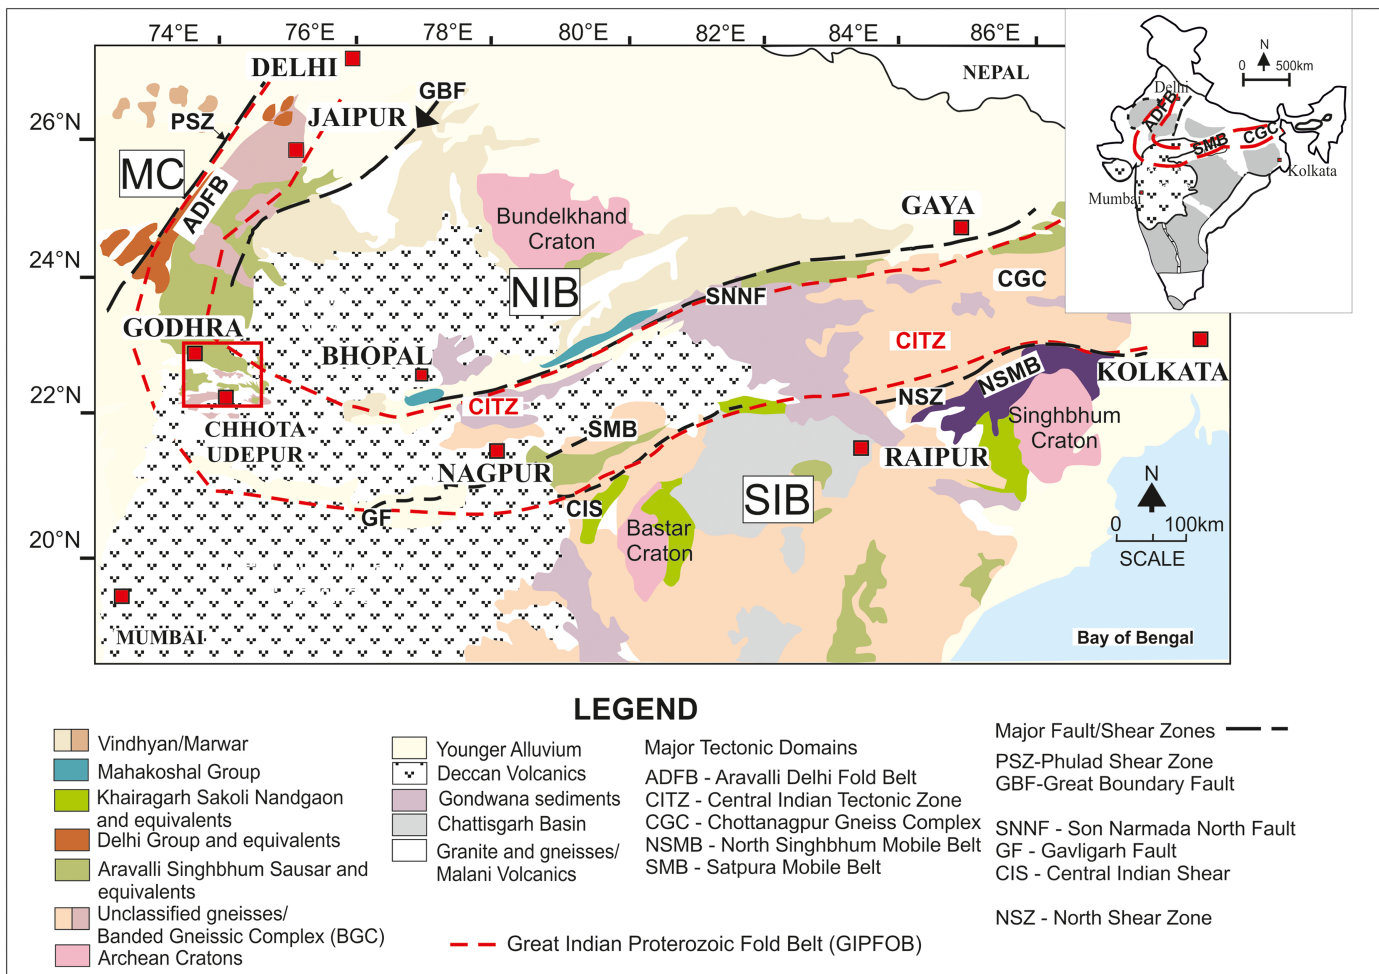 74°E 76°E 78°E 80°E 82°E 84°E 86°E
26°N
24°N
22°N
20°N
DELHI
PSZ
JAIPUR
GBF
NEPAL
MC
ADFB
Bundelkhand
Craton
GAYA
NIB
SNNF
CGC
GODHRA
BHOPAL
CITZ
CITZ
NSMB
KOLKATA
NSZ
CHHOTA
UDEPUR
SMB
Singhbhum
Craton
NAGPUR
RAIPUR
SIB
CIS
GF
Bastar
Craton
MUMBAI
N
0 100km
SCALE
Bay of Bengal
N
0 500km
Delhi
ADFB
SMB
CGC
Kolkata
Mumbai
LEGEND
Vindhyan/Marwar
Mahakoshal Group
Khairagarh Sakoli Nandgaon
and equivalents
Delhi Group and equivalents
Aravalli Singhbhum Sausar and
equivalents
Unclassified gneisses/
Banded Gneissic Complex (BGC)
Archean Cratons
Younger Alluvium
Deccan Volcanics
Gondwana sediments
Chattisgarh Basin
Granite and gneisses/
Malani Volcanics
Major Tectonic Domains
ADFB - Aravalli Delhi Fold Belt
CITZ - Central Indian Tectonic Zone
CGC - Chottanagpur Gneiss Complex
NSMB - North Singhbhum Mobile Belt
SMB - Satpura Mobile Belt
Major Fault/Shear Zones
PSZ-Phulad Shear Zone
GBF-Great Boundary Fault
SNNF - Son Narmada North Fault
GF - Gavligarh Fault
CIS - Central Indian Shear
NSZ - North Shear Zone
Great Indian Proterozoic Fold Belt (GIPFOB)